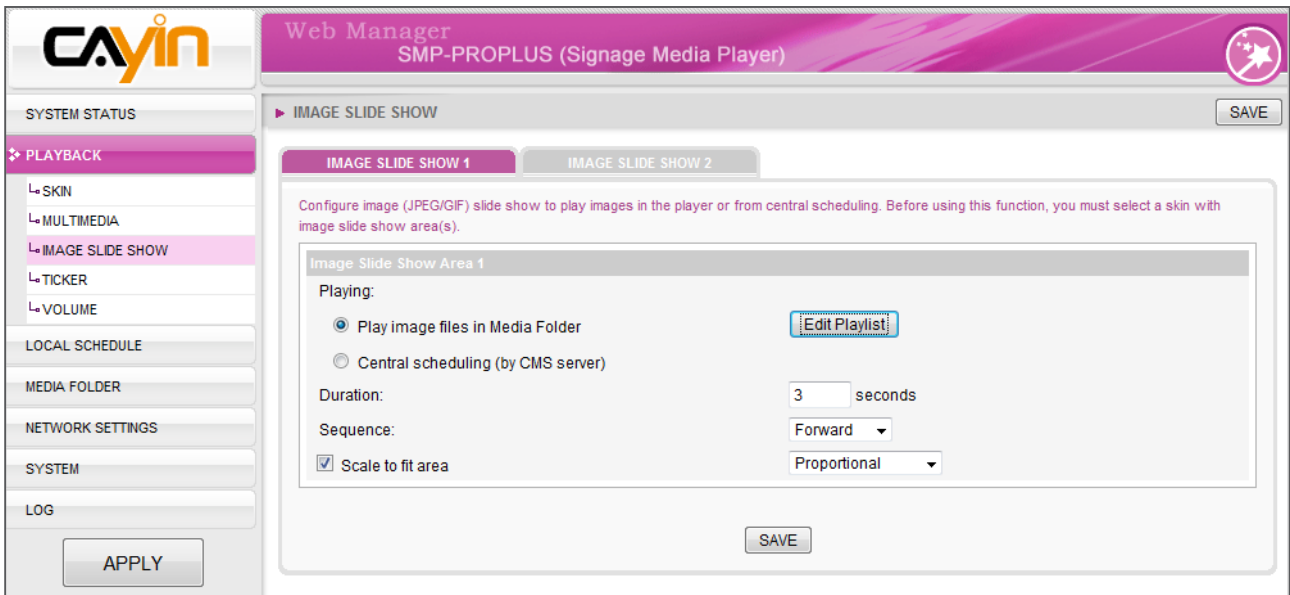 CAYIN
Web Manager
SMP-PROPLUS (Signage Media Player)
SYSTEM STATUS
PLAYBACK
SKIN
MULTIMEDIA
IMAGE SLIDE SHOW
TICKER
VOLUME
LOCAL SCHEDULE
MEDIA FOLDER
NETWORK SETTINGS
SYSTEM
LOG
APPLY
IMAGE SLIDE SHOW
SAVE
IMAGE SLIDE SHOW 1
IMAGE SLIDE SHOW 2
Configure image (JPEG/GIF) slide show to play images in the player or from central scheduling. Before using this function, you must select a skin with
image slide show area(s).
Image Slide Show Area 1
Playing:
Play image files in Media Folder
Edit Playlist
Central scheduling (by CMS server)
Duration:
3 seconds
Sequence:
Forward
Scale to fit area
Proportional
SAVE